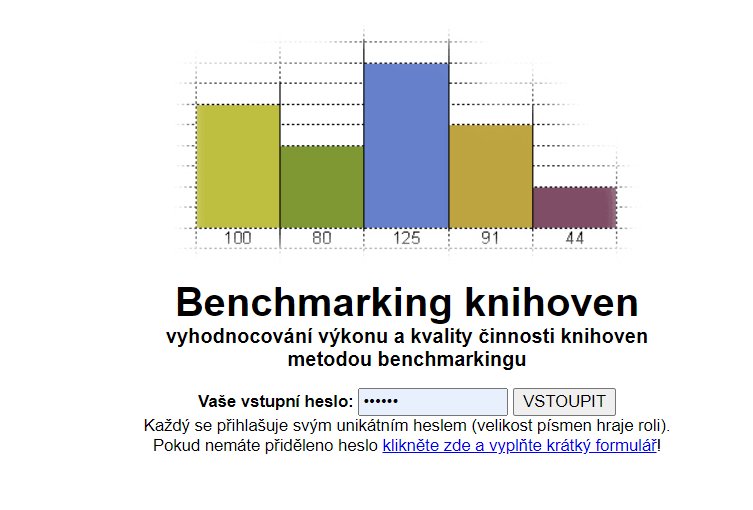 100 80 125 91 44
Benchmarking knihoven
vyhodnocování výkonu a kvality činnosti knihoven
metodou benchmarkingu
Vaše vstupní heslo: •••••• VSTOUPIT
Každý se přihlašuje svým unikátním heslem (velikost písmen hraje roli).
Pokud nemáte přiděleno heslo klikněte zde a vyplňte krátký formulář!